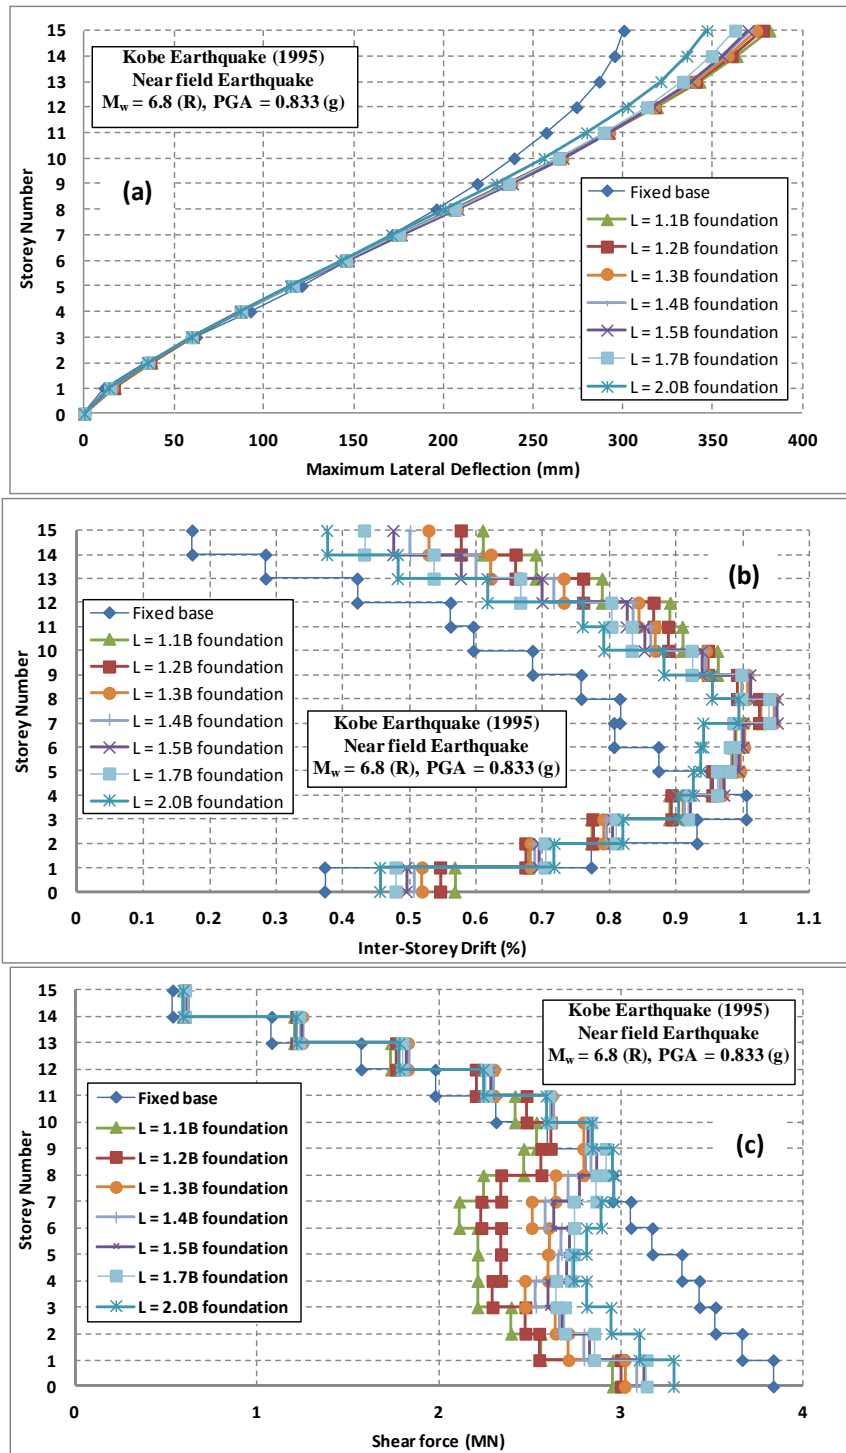 Kobe Earthquake (1995)
Near field Earthquake
Mw = 6.8 (R), PGA = 0.833 (g)
(a)
Storey Number
15
14
13
12
11
10
9
8
7
6
5
4
3
2
1
0
Fixed base
L = 1.1B foundation
L = 1.2B foundation
L = 1.3B foundation
L = 1.4B foundation
L = 1.5B foundation
L = 1.7B foundation
L = 2.0B foundation
0 50 100 150 200 250 300 350 400
Maximum Lateral Deflection (mm)
(b)
Storey Number
15
14
13
12
11
10
9
8
7
6
5
4
3
2
1
0
Fixed base
L = 1.1B foundation
L = 1.2B foundation
L = 1.3B foundation
L = 1.4B foundation
L = 1.5B foundation
L = 1.7B foundation
L = 2.0B foundation
Kobe Earthquake (1995)
Near field Earthquake
Mw = 6.8 (R), PGA = 0.833 (g)
0 0.1 0.2 0.3 0.4 0.5 0.6 0.7 0.8 0.9 1 1.1
Inter-Storey Drift (%)
Kobe Earthquake (1995)
Near field Earthquake
Mw = 6.8 (R), PGA = 0.833 (g)
(c)
Storey Number
15
14
13
12
11
10
9
8
7
6
5
4
3
2
1
0
Fixed base
L = 1.1B foundation
L = 1.2B foundation
L = 1.3B foundation
L = 1.4B foundation
L = 1.5B foundation
L = 1.7B foundation
L = 2.0B foundation
0 1 2 3 4
Shear force (MN)